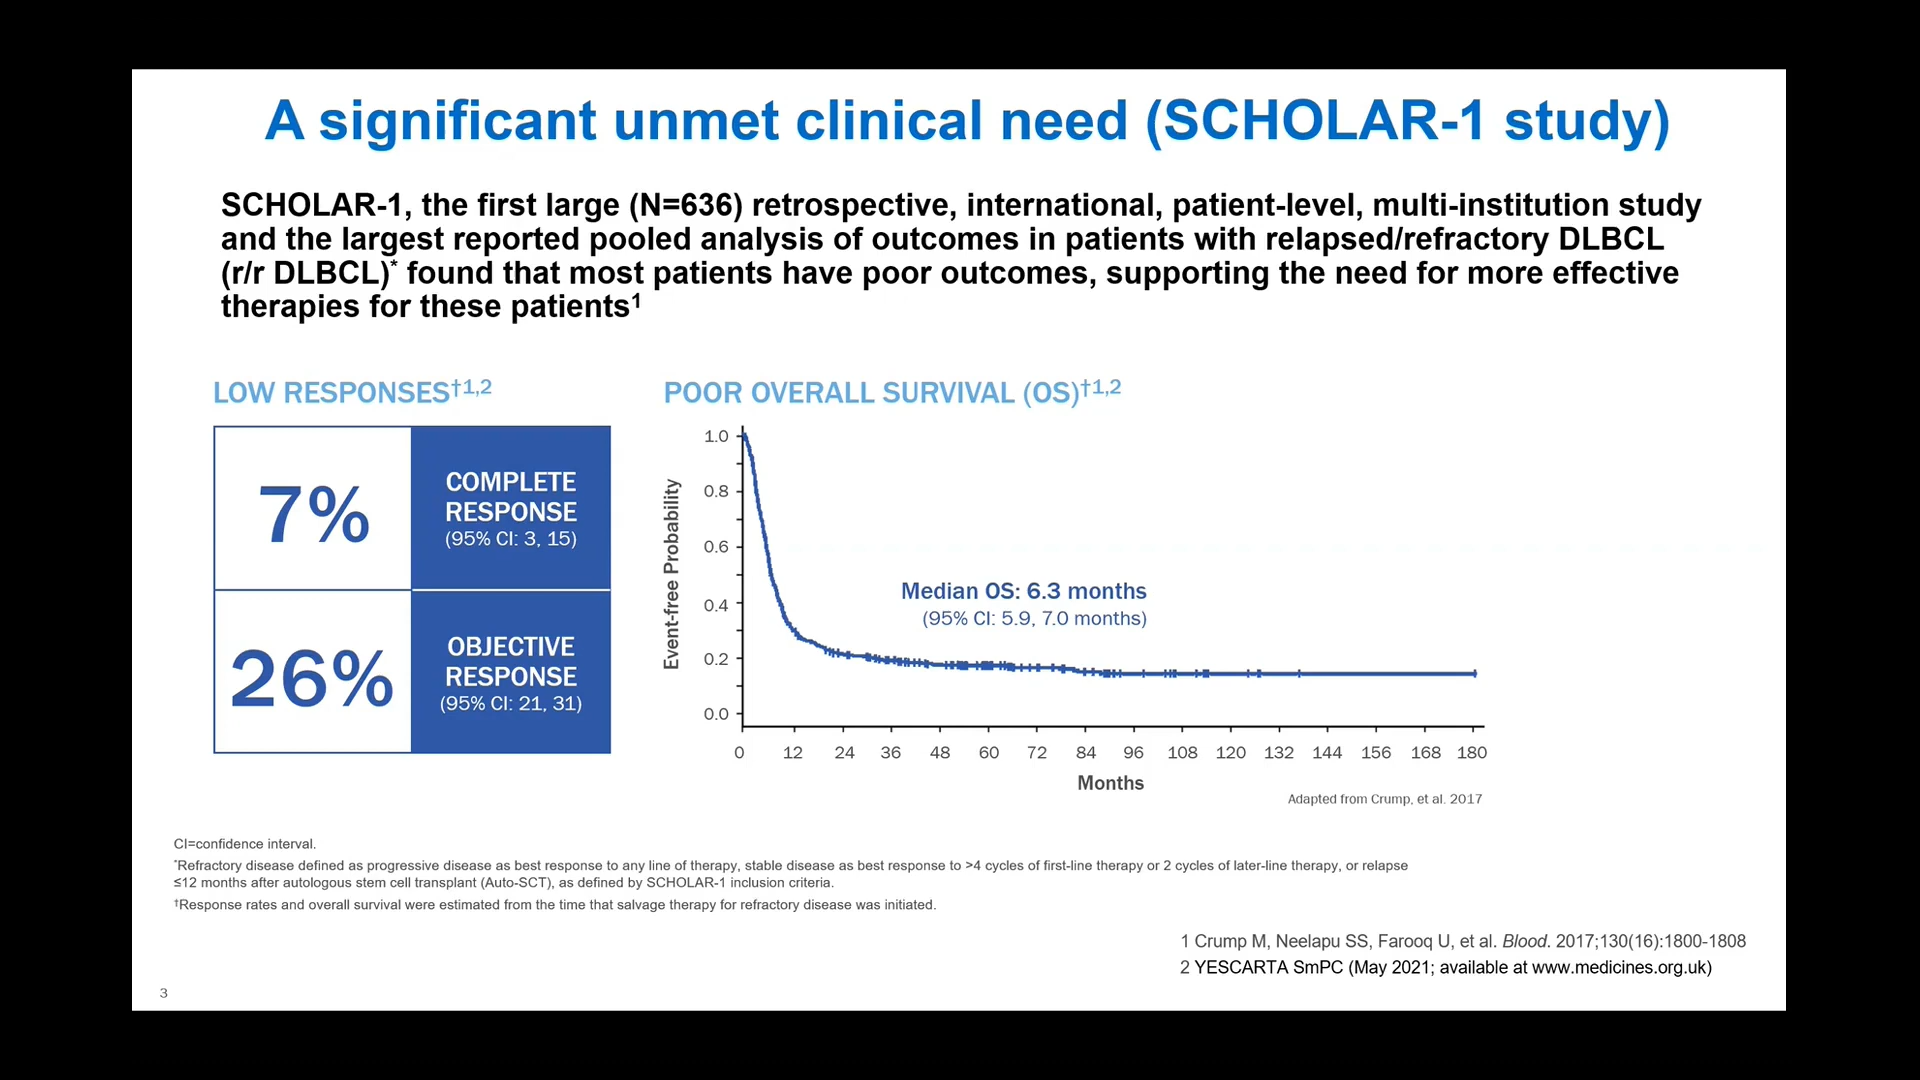 A significant unmet clinical need (SCHOLAR-1 study)
SCHOLAR-1, the first large (N=636) retrospective, international, patient-level, multi-institution study
and the largest reported pooled analysis of outcomes in patients with relapsed/refractory DLBCL
(r/r DLBCL)* found that most patients have poor outcomes, supporting the need for more effective
therapies for these patients1
LOW RESPONSES†1,2
7%
COMPLETE
RESPONSE
(95% CI: 3, 15)
26%
OBJECTIVE
RESPONSE
(95% CI: 21, 31)
POOR OVERALL SURVIVAL (OS)†1,2
Event-free Probability
1.0
0.8
0.6
0.4
0.2
0.0
Median OS: 6.3 months
(95% CI: 5.9, 7.0 months)
0 12 24 36 48 60 72 84 96 108 120 132 144 156 168 180
Months
Adapted from Crump, et al. 2017
CI=confidence interval.
*Refractory disease defined as progressive disease as best response to any line of therapy, stable disease as best response to >4 cycles of first-line therapy or 2 cycles of later-line therapy, or relapse
≤12 months after autologous stem cell transplant (Auto-SCT), as defined by SCHOLAR-1 inclusion criteria.
†Response rates and overall survival were estimated from the time that salvage therapy for refractory disease was initiated.
1 Crump M, Neelapu SS, Farooq U, et al. Blood. 2017;130(16):1800-1808
2 YESCARTA SmPC (May 2021; available at www.medicines.org.uk)
3